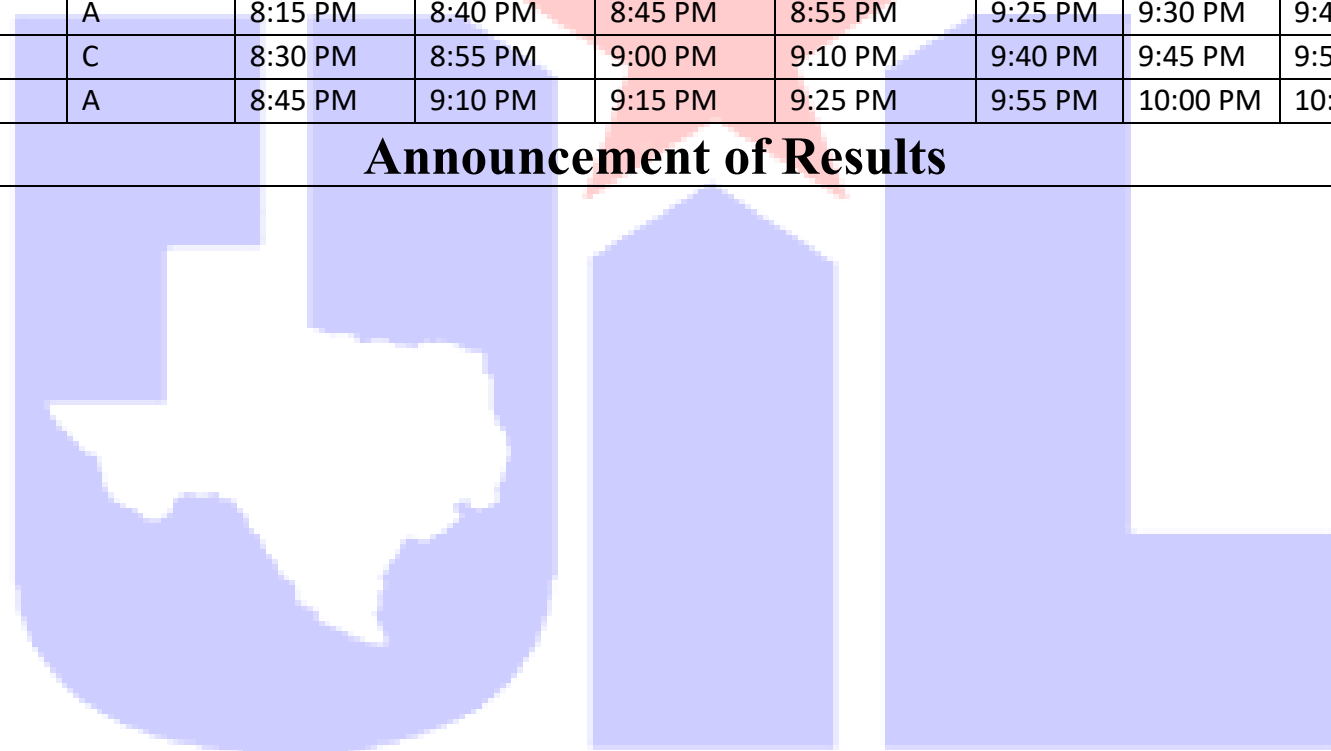 A 8:15 PM 8:40 PM 8:45 PM 8:55 PM 9:25 PM 9:30 PM
C 8:30 PM 8:55 PM 9:00 PM 9:10 PM 9:40 PM 9:45 PM
A 8:45 PM 9:10 PM 9:15 PM 9:25 PM 9:55 PM 10:00 PM
Announcement of Results
UIL